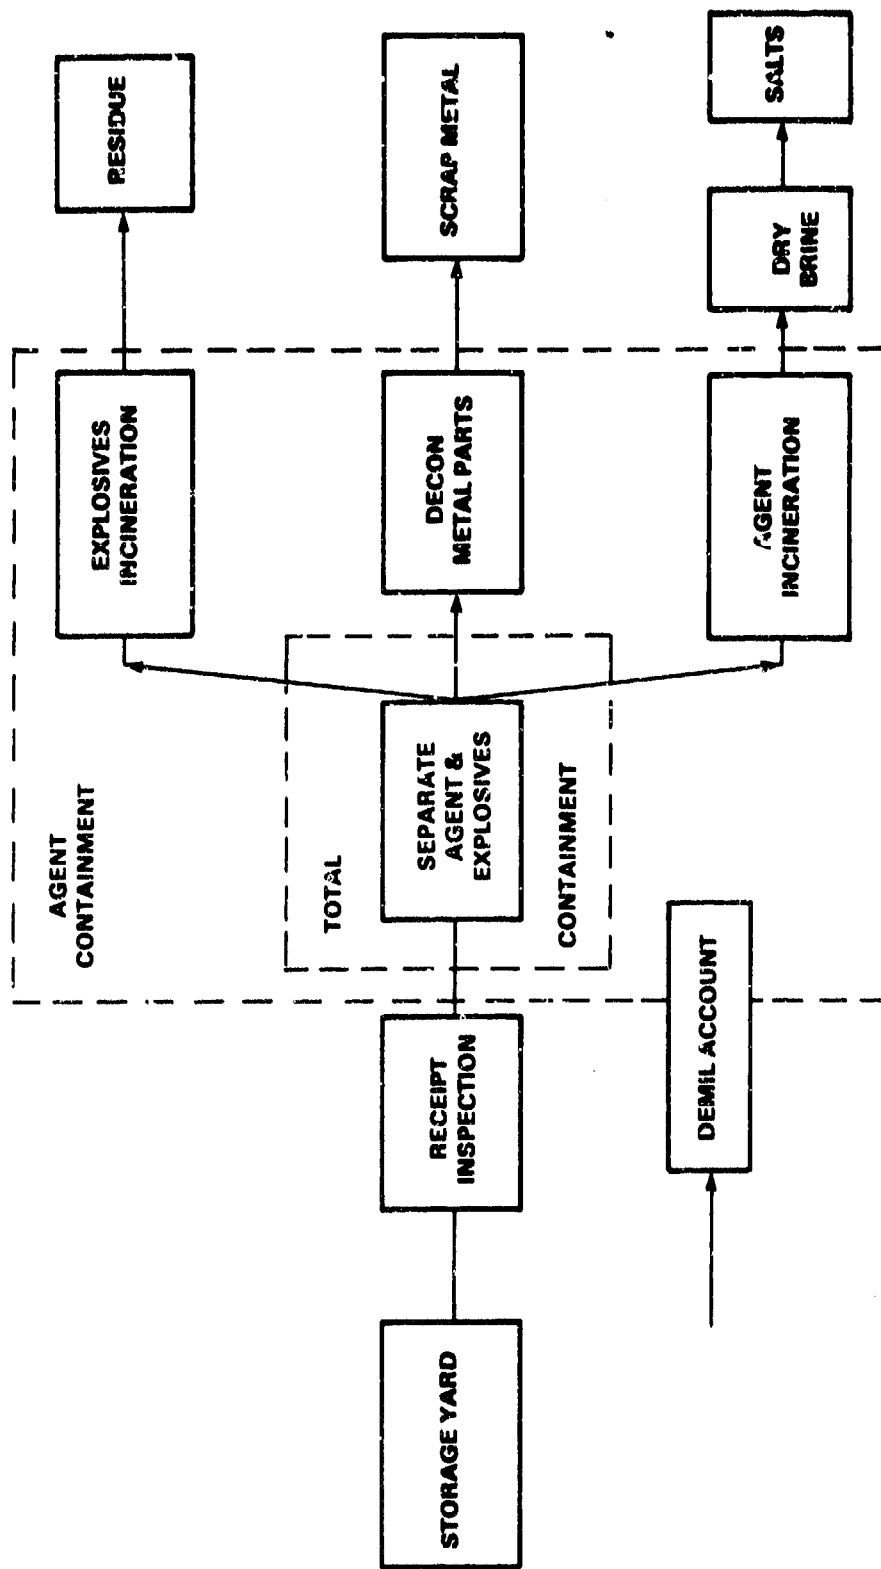 STORAGE YARD
RECEIPT
INSPECTION
DEMIL ACCOUNT
AGENT
CONTAINMENT
TOTAL
CONTAINMENT
SEPARATE
AGENT &
EXPLOSIVES
EXPLOSIVES
INCINERATION
DECON
METAL PARTS
AGENT
INCINERATION
RESIDUE
SCRAP METAL
DRY
BRINE
SALTS